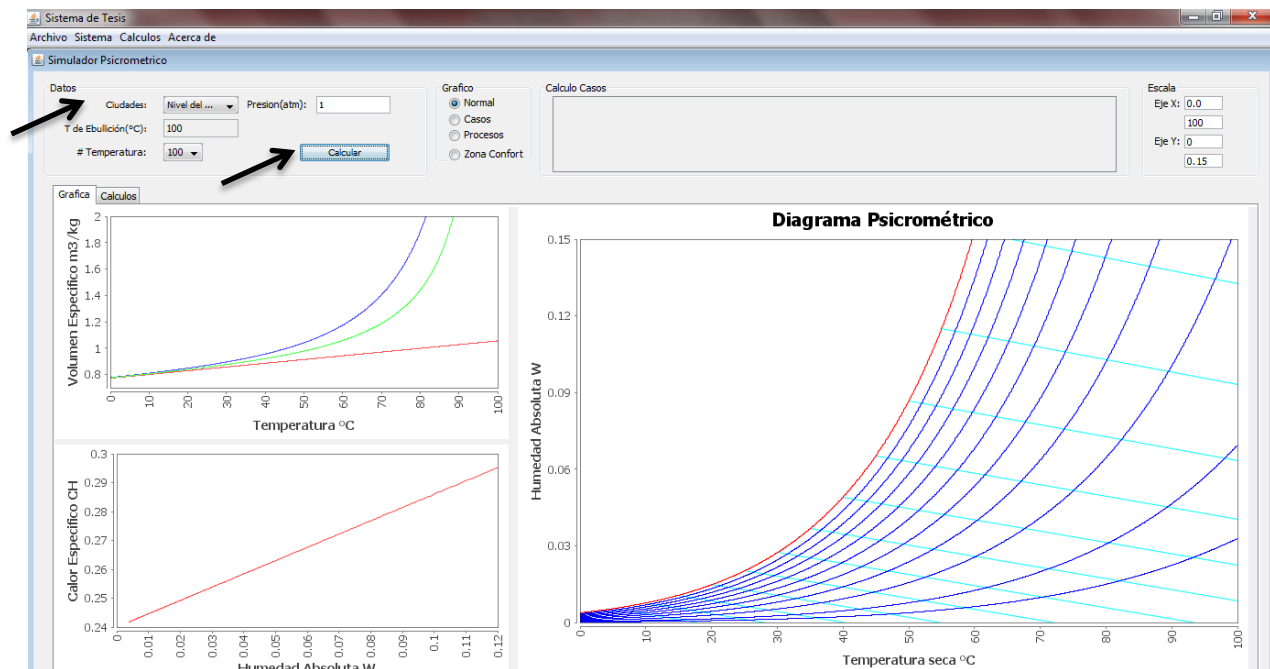 Sistema de Tesis
Archivo Sistema Calculos Acerca de
Simulador Psicrometrico
Datos
Ciudades: Nivel del ... Presion(atm): 1
T de Ebullición(ºC): 100
# Temperatura: 100 Calcular
Grafico
Normal
Casos
Procesos
Zona Confort
Calculo Casos
Escala
Eje X: 0.0
100
Eje Y: 0
0.15
Grafica Calculos
Volumen Especifico m3/kg
2
1.8
1.6
1.4
1.2
1
0.8
0 10 20 30 40 50 60 70 80 90 100
Temperatura ºC
Calor Especifico CH
0.3
0.29
0.28
0.27
0.26
0.25
0.24
0 0.01· 0.02· 0.03· 0.04· 0.05· 0.06· 0.07· 0.08· 0.09· 0.1· 0.11· 0.12
Humedad Absoluta W
Diagrama Psicrométrico
Humedad Absoluta W
0.15
0.12
0.09
0.06
0.03
0
0 10 20 30 40 50 60 70 80 90 100
Temperatura seca ºC